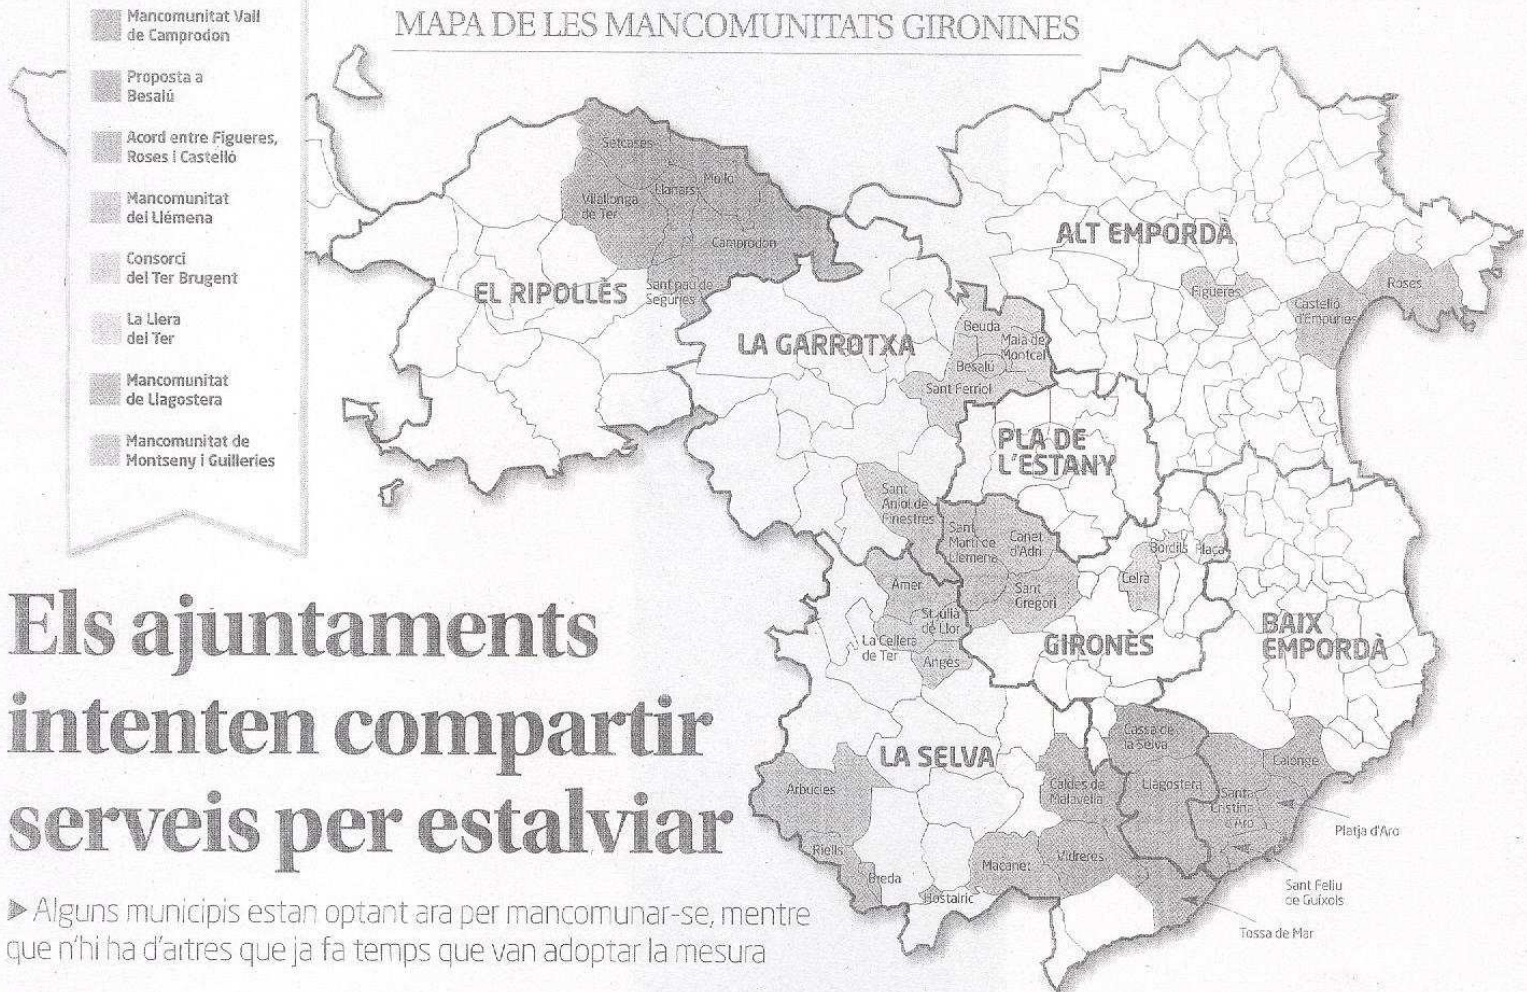 MAPA DE LES MANCOMUNITATS GIRONINES
Mancomunitat Vall
de Camprodon
Proposta a
Besalú
Acord entre Figueres,
Roses i Castelló
Mancomunitat
del Llémena
Consorci
del Ter Brugent
La Llera
del Ter
Mancomunitat
de Llagostera
Mancomunitat de
Montseny i Guilleries
Setcases
Molló
Llanars
Vilallonga
de Ter
Camprodon
Sant pau de
Segúries
EL RIPOLLÈS
ALT EMPORDÀ
Figueres
Castelló
d'Empúries
Roses
LA GARROTXA
Beuda
Maià de
Montcal
Besalú
Sant Ferriol
PLA DE
L'ESTANY
Sant
Aniol de
Finestres
Sant
Martí de
Llémena
Canet
d'Adri
Sant
Gregori
Bordils
Flaçà
Celrà
Amer
St. Julià
de Llor
La Cellera
de Ter
Anglès
GIRONÈS
BAIX
EMPORDÀ
LA SELVA
Cassà de
la Selva
Llagostera
Calonge
Santa
Cristina
d'Aro
Caldes de
Malavella
Arbúcies
Riells
Breda
Hostalric
Maçanet
Vidreres
Platja d'Aro
Sant Feliu
de Guíxols
Tossa de Mar
Els ajuntaments
intenten compartir
serveis per estalviar
▶ Alguns municipis estan optant ara per mancomunar-se, mentre
que n'hi ha d'altres que ja fa temps que van adoptar la mesura